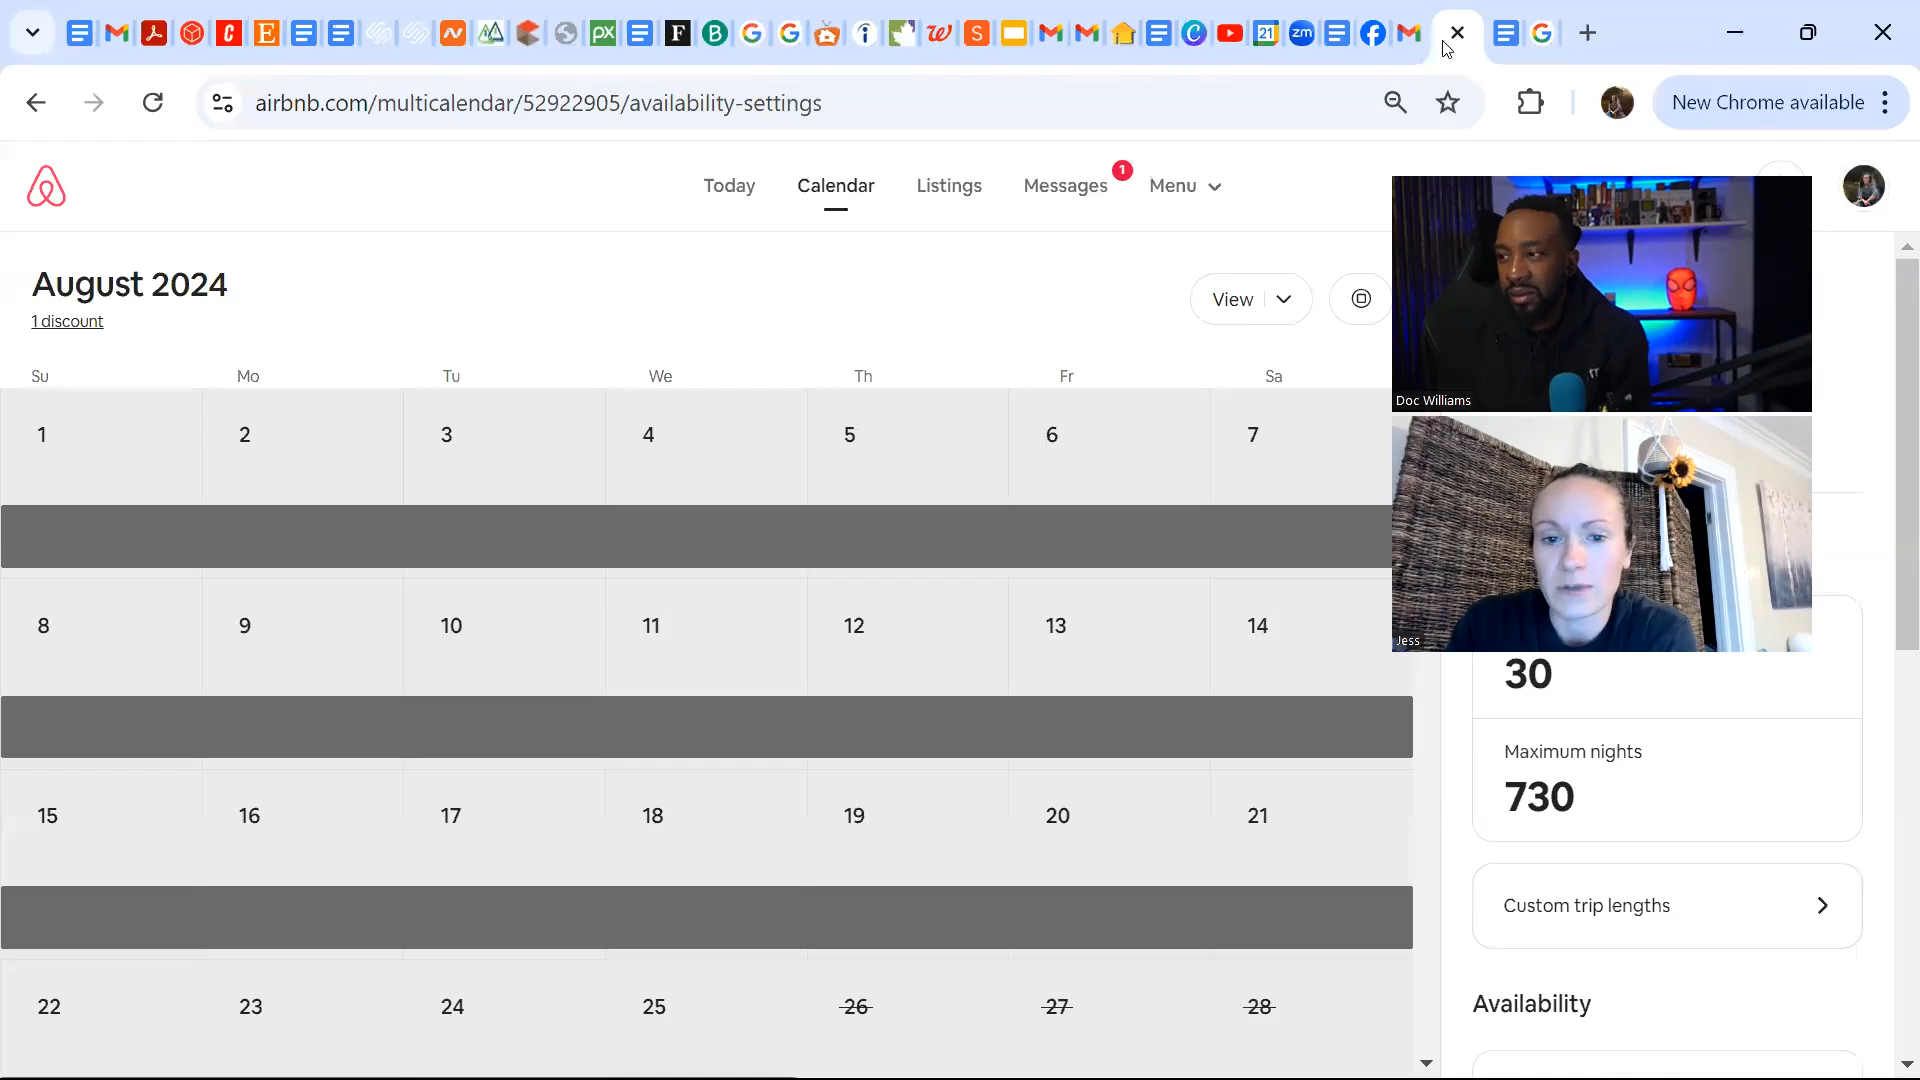 airbnb.com/multicalendar/52922905/availability-settings
New Chrome available
Today
Calendar
Listings
Messages
1
Menu
August 2024
1 discount
View
Su Mo Tu We Th Fr Sa
1 2 3 4 5 6 7
8 9 10 11 12 13 14
15 16 17 18 19 20 21
22 23 24 25 26 27 28
Doc Williams
Jess
30
Maximum nights
730
Custom trip lengths
Availability